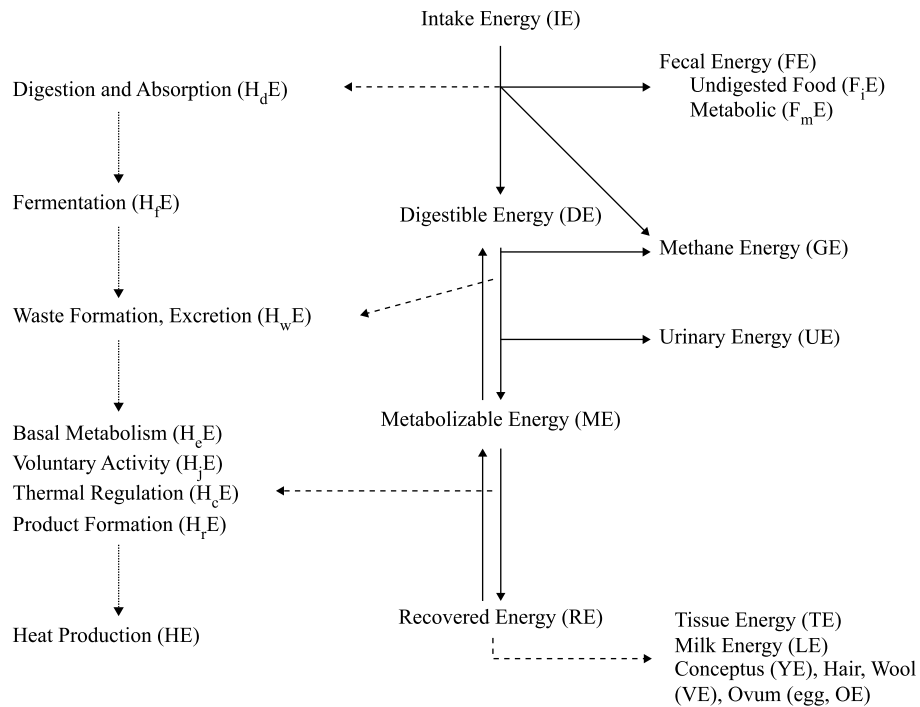 Intake Energy (IE)
Fecal Energy (FE)
Undigested Food (FiE)
Metabolic (FmE)
Digestion and Absorption (HdE)
Fermentation (HfE)
Digestible Energy (DE)
Methane Energy (GE)
Waste Formation, Excretion (HwE)
Urinary Energy (UE)
Metabolizable Energy (ME)
Basal Metabolism (HeE)
Voluntary Activity (HjE)
Thermal Regulation (HcE)
Product Formation (HrE)
Heat Production (HE)
Recovered Energy (RE)
Tissue Energy (TE)
Milk Energy (LE)
Conceptus (YE), Hair, Wool
(VE), Ovum (egg, OE)